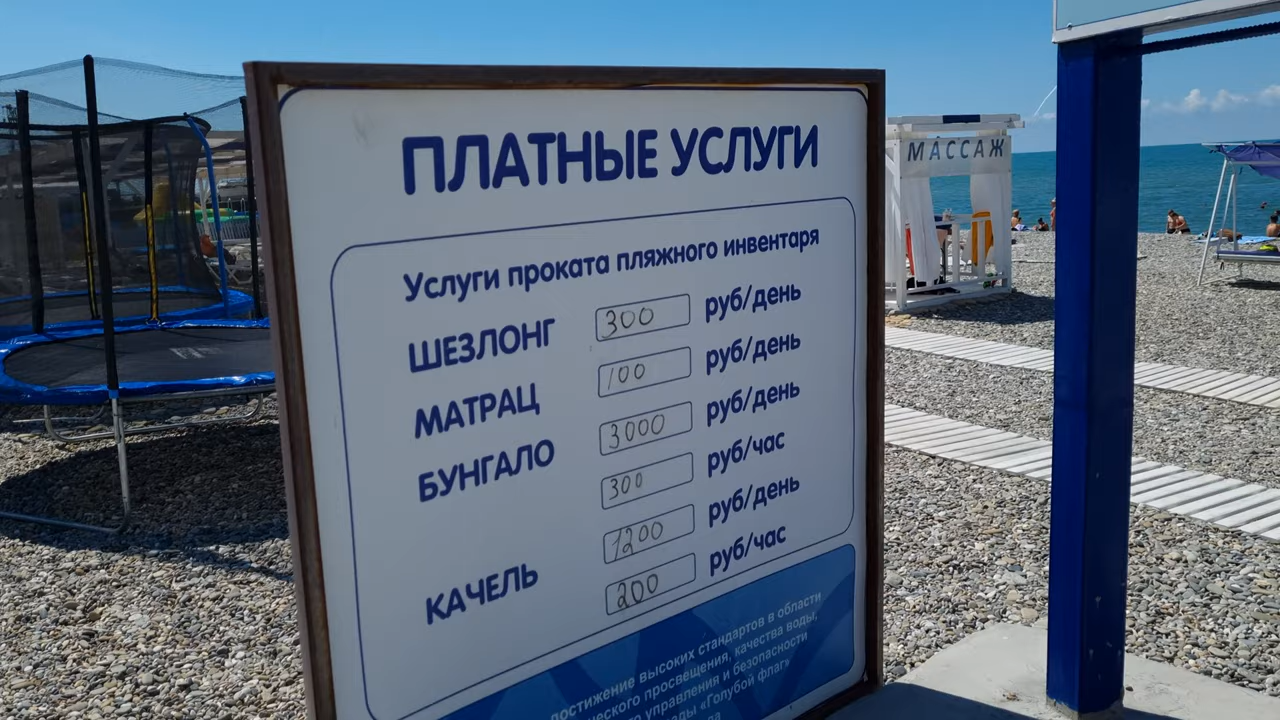 ПЛАТНЫЕ УСЛУГИ
Услуги проката пляжного инвентаря
ШЕЗЛОНГ 300 руб/день
МАТРАЦ 100 руб/день
БУНГАЛО 3000 руб/день
300 руб/час
КАЧЕЛЬ 1200 руб/день
200 руб/час
достижение высоких стандартов в области
просвещения, качества воды,
управления и безопасности
«Голубой флаг»
МАССАЖ